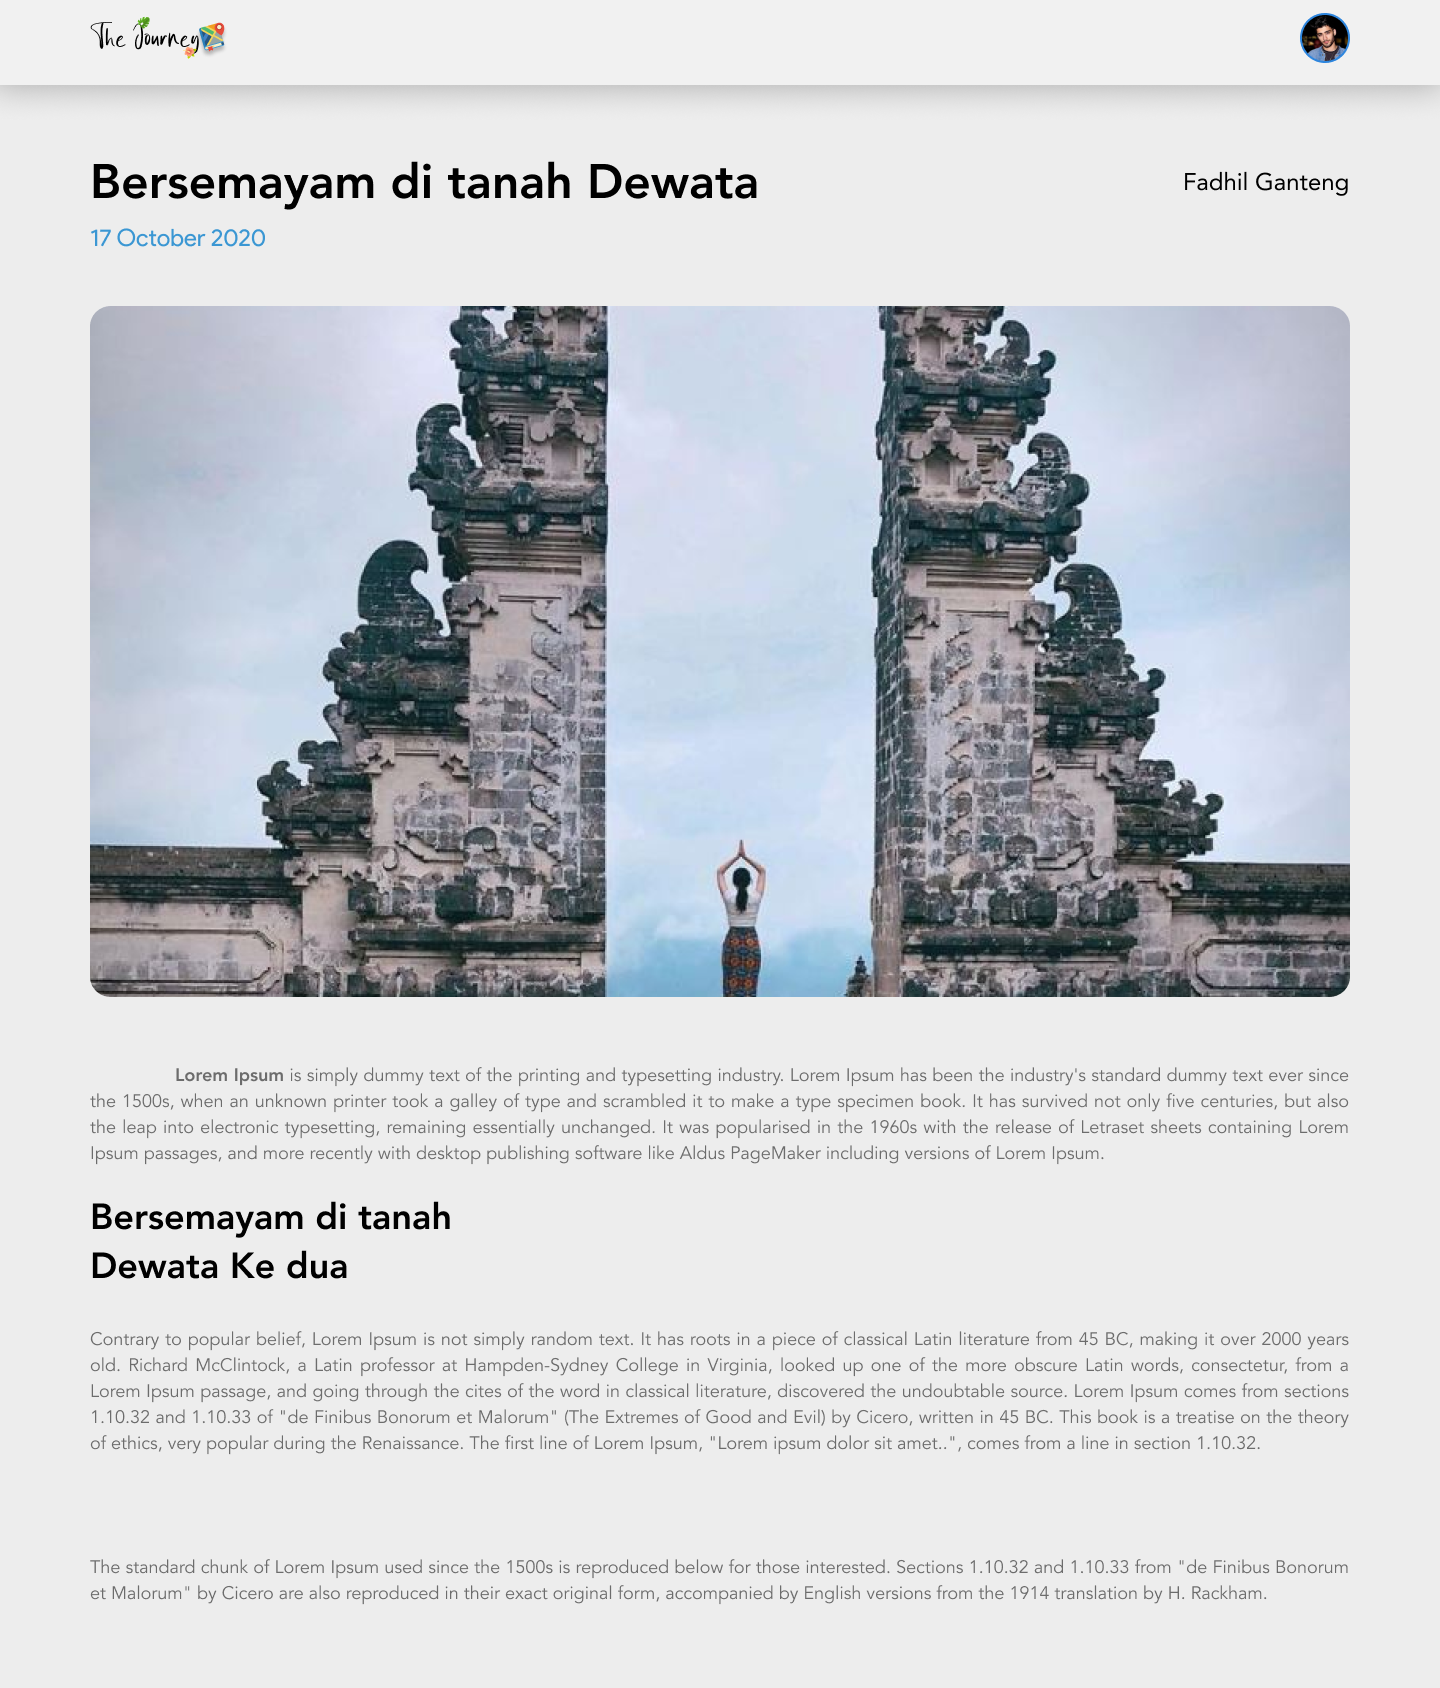 The Journey
Bersemayam di tanah Dewata
Fadhil Ganteng
17 October 2020
Lorem Ipsum is simply dummy text of the printing and typesetting industry. Lorem Ipsum has been the industry's standard dummy text ever since
the 1500s, when an unknown printer took a galley of type and scrambled it to make a type specimen book. It has survived not only five centuries, but also
the leap into electronic typesetting, remaining essentially unchanged. It was popularised in the 1960s with the release of Letraset sheets containing Lorem
Ipsum passages, and more recently with desktop publishing software like Aldus PageMaker including versions of Lorem Ipsum.
Bersemayam di tanah
Dewata Ke dua
Contrary to popular belief, Lorem Ipsum is not simply random text. It has roots in a piece of classical Latin literature from 45 BC, making it over 2000 years
old. Richard McClintock, a Latin professor at Hampden-Sydney College in Virginia, looked up one of the more obscure Latin words, consectetur, from a
Lorem Ipsum passage, and going through the cites of the word in classical literature, discovered the undoubtable source. Lorem Ipsum comes from sections
1.10.32 and 1.10.33 of "de Finibus Bonorum et Malorum" (The Extremes of Good and Evil) by Cicero, written in 45 BC. This book is a treatise on the theory
of ethics, very popular during the Renaissance. The first line of Lorem Ipsum, "Lorem ipsum dolor sit amet..", comes from a line in section 1.10.32.
The standard chunk of Lorem Ipsum used since the 1500s is reproduced below for those interested. Sections 1.10.32 and 1.10.33 from "de Finibus Bonorum
et Malorum" by Cicero are also reproduced in their exact original form, accompanied by English versions from the 1914 translation by H. Rackham.